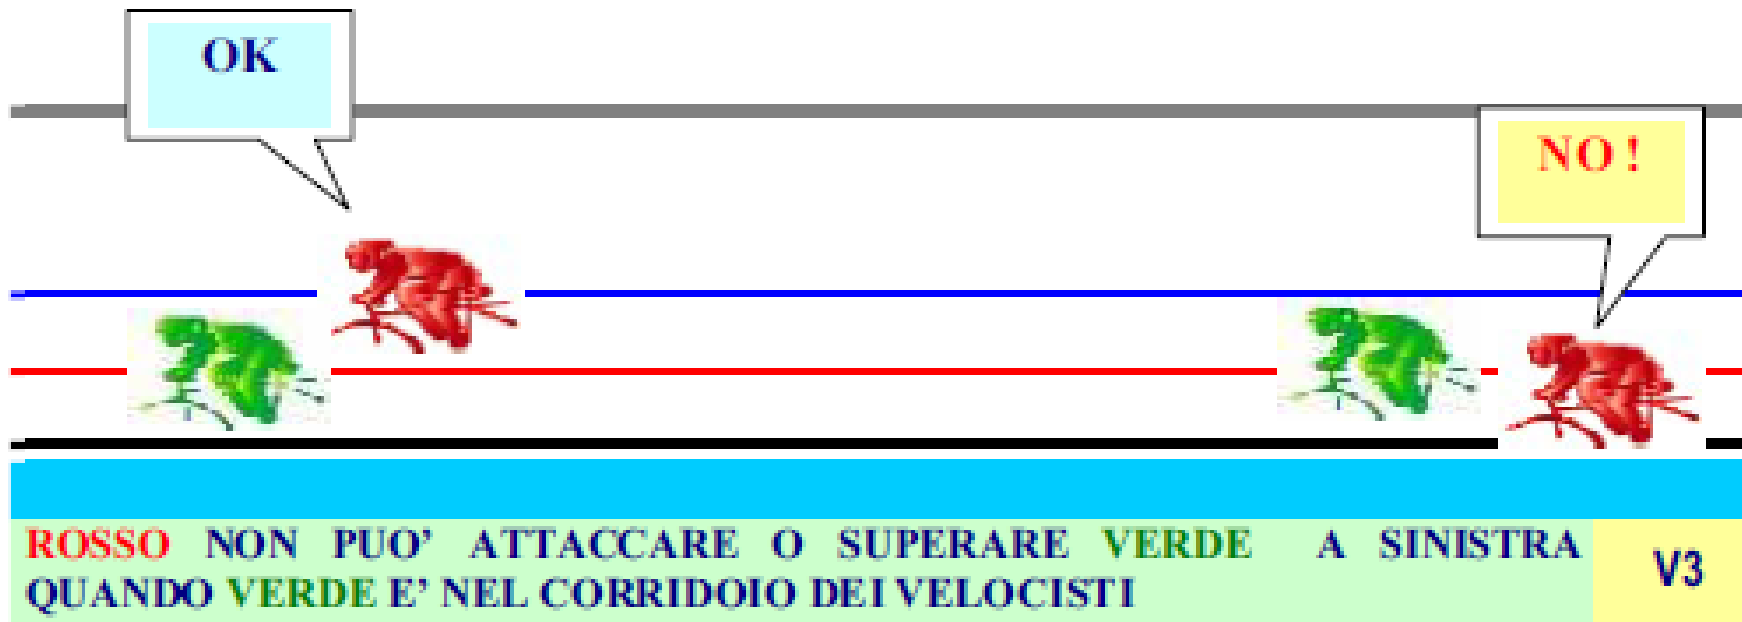 OK
NO !
ROSSO NON PUO’ ATTACCARE O SUPERARE VERDE A SINISTRA
QUANDO VERDE E’ NEL CORRIDOIO DEI VELOCISTI
V3